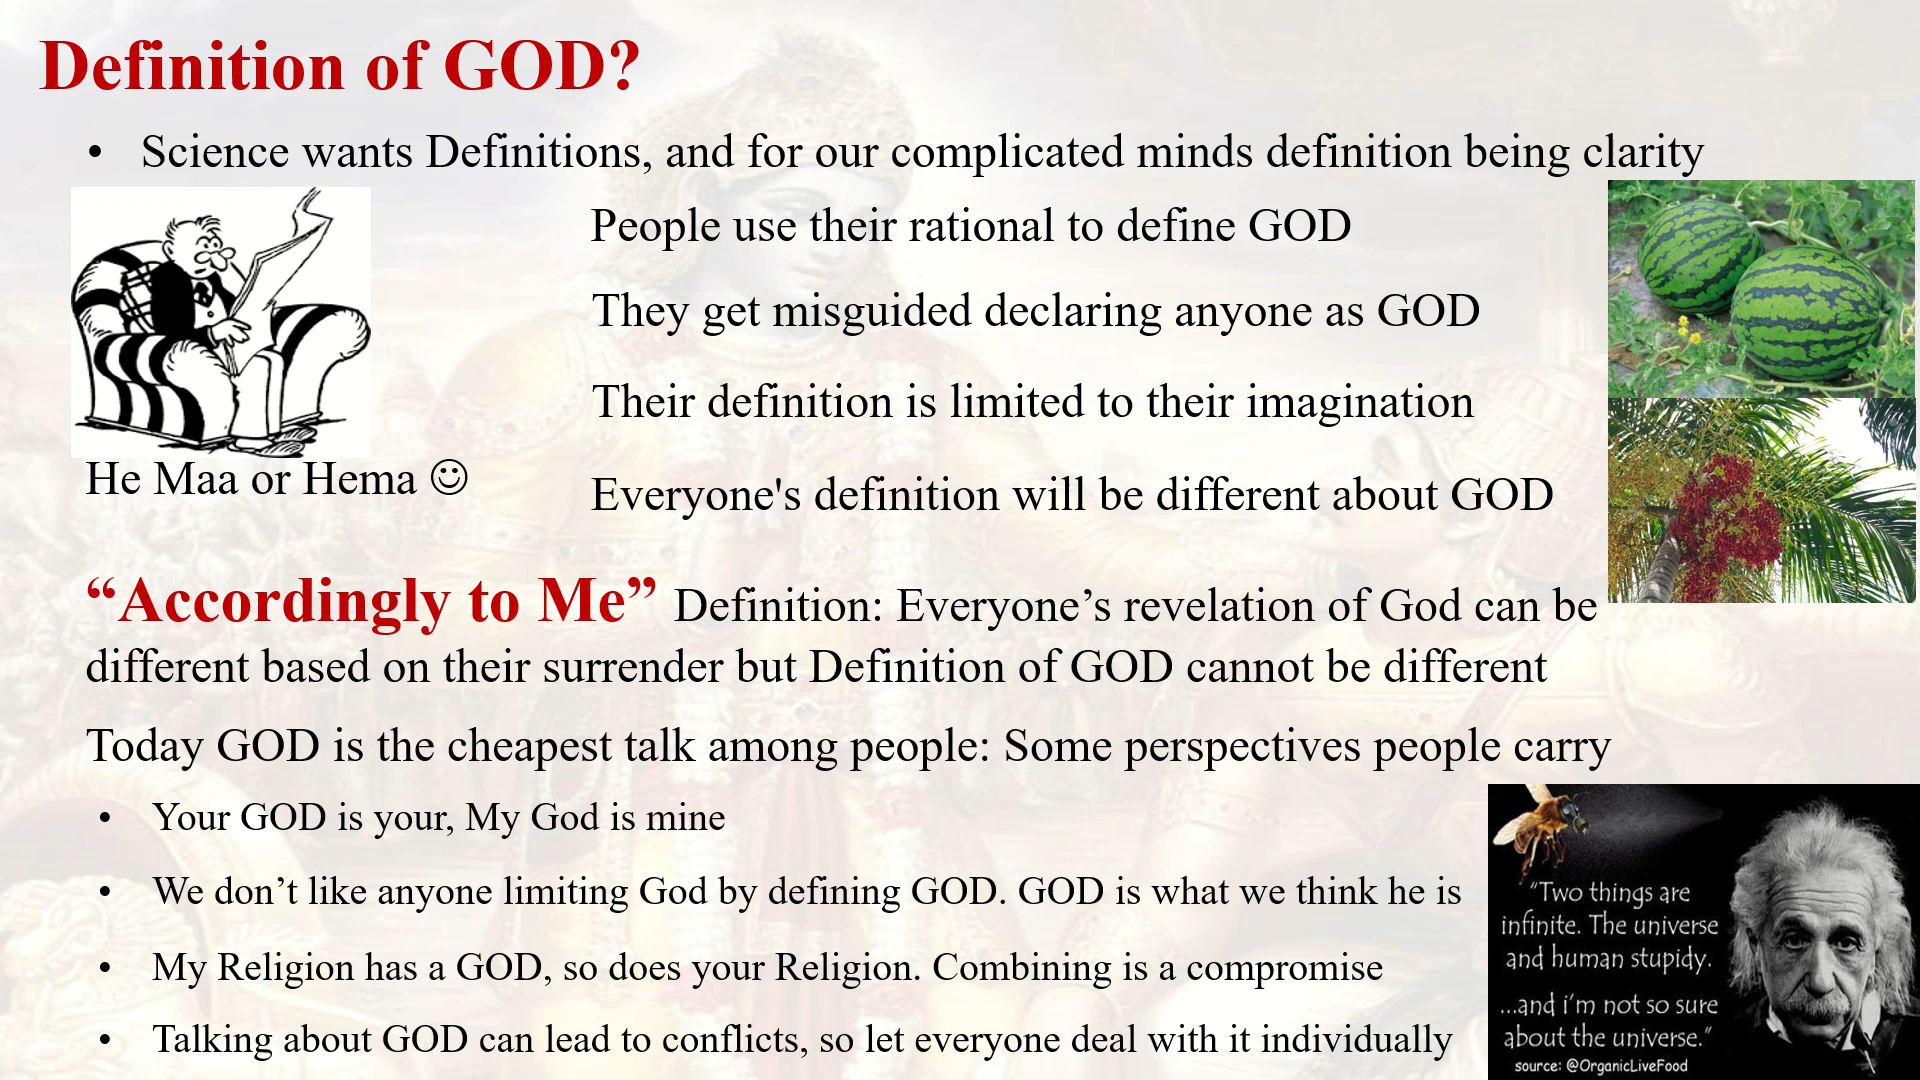 Definition of GOD?
• Science wants Definitions, and for our complicated minds definition being clarity
People use their rational to define GOD
They get misguided declaring anyone as GOD
Their definition is limited to their imagination
He Maa or Hema ☺
Everyone's definition will be different about GOD
“Accordingly to Me” Definition: Everyone’s revelation of God can be
different based on their surrender but Definition of GOD cannot be different
Today GOD is the cheapest talk among people: Some perspectives people carry
• Your GOD is your, My God is mine
• We don’t like anyone limiting God by defining GOD. GOD is what we think he is
• My Religion has a GOD, so does your Religion. Combining is a compromise
• Talking about GOD can lead to conflicts, so let everyone deal with it individually
“Two things are
infinite. The universe
and human stupidy.
...and i’m not so sure
about the universe.”
source: @OrganicLiveFood